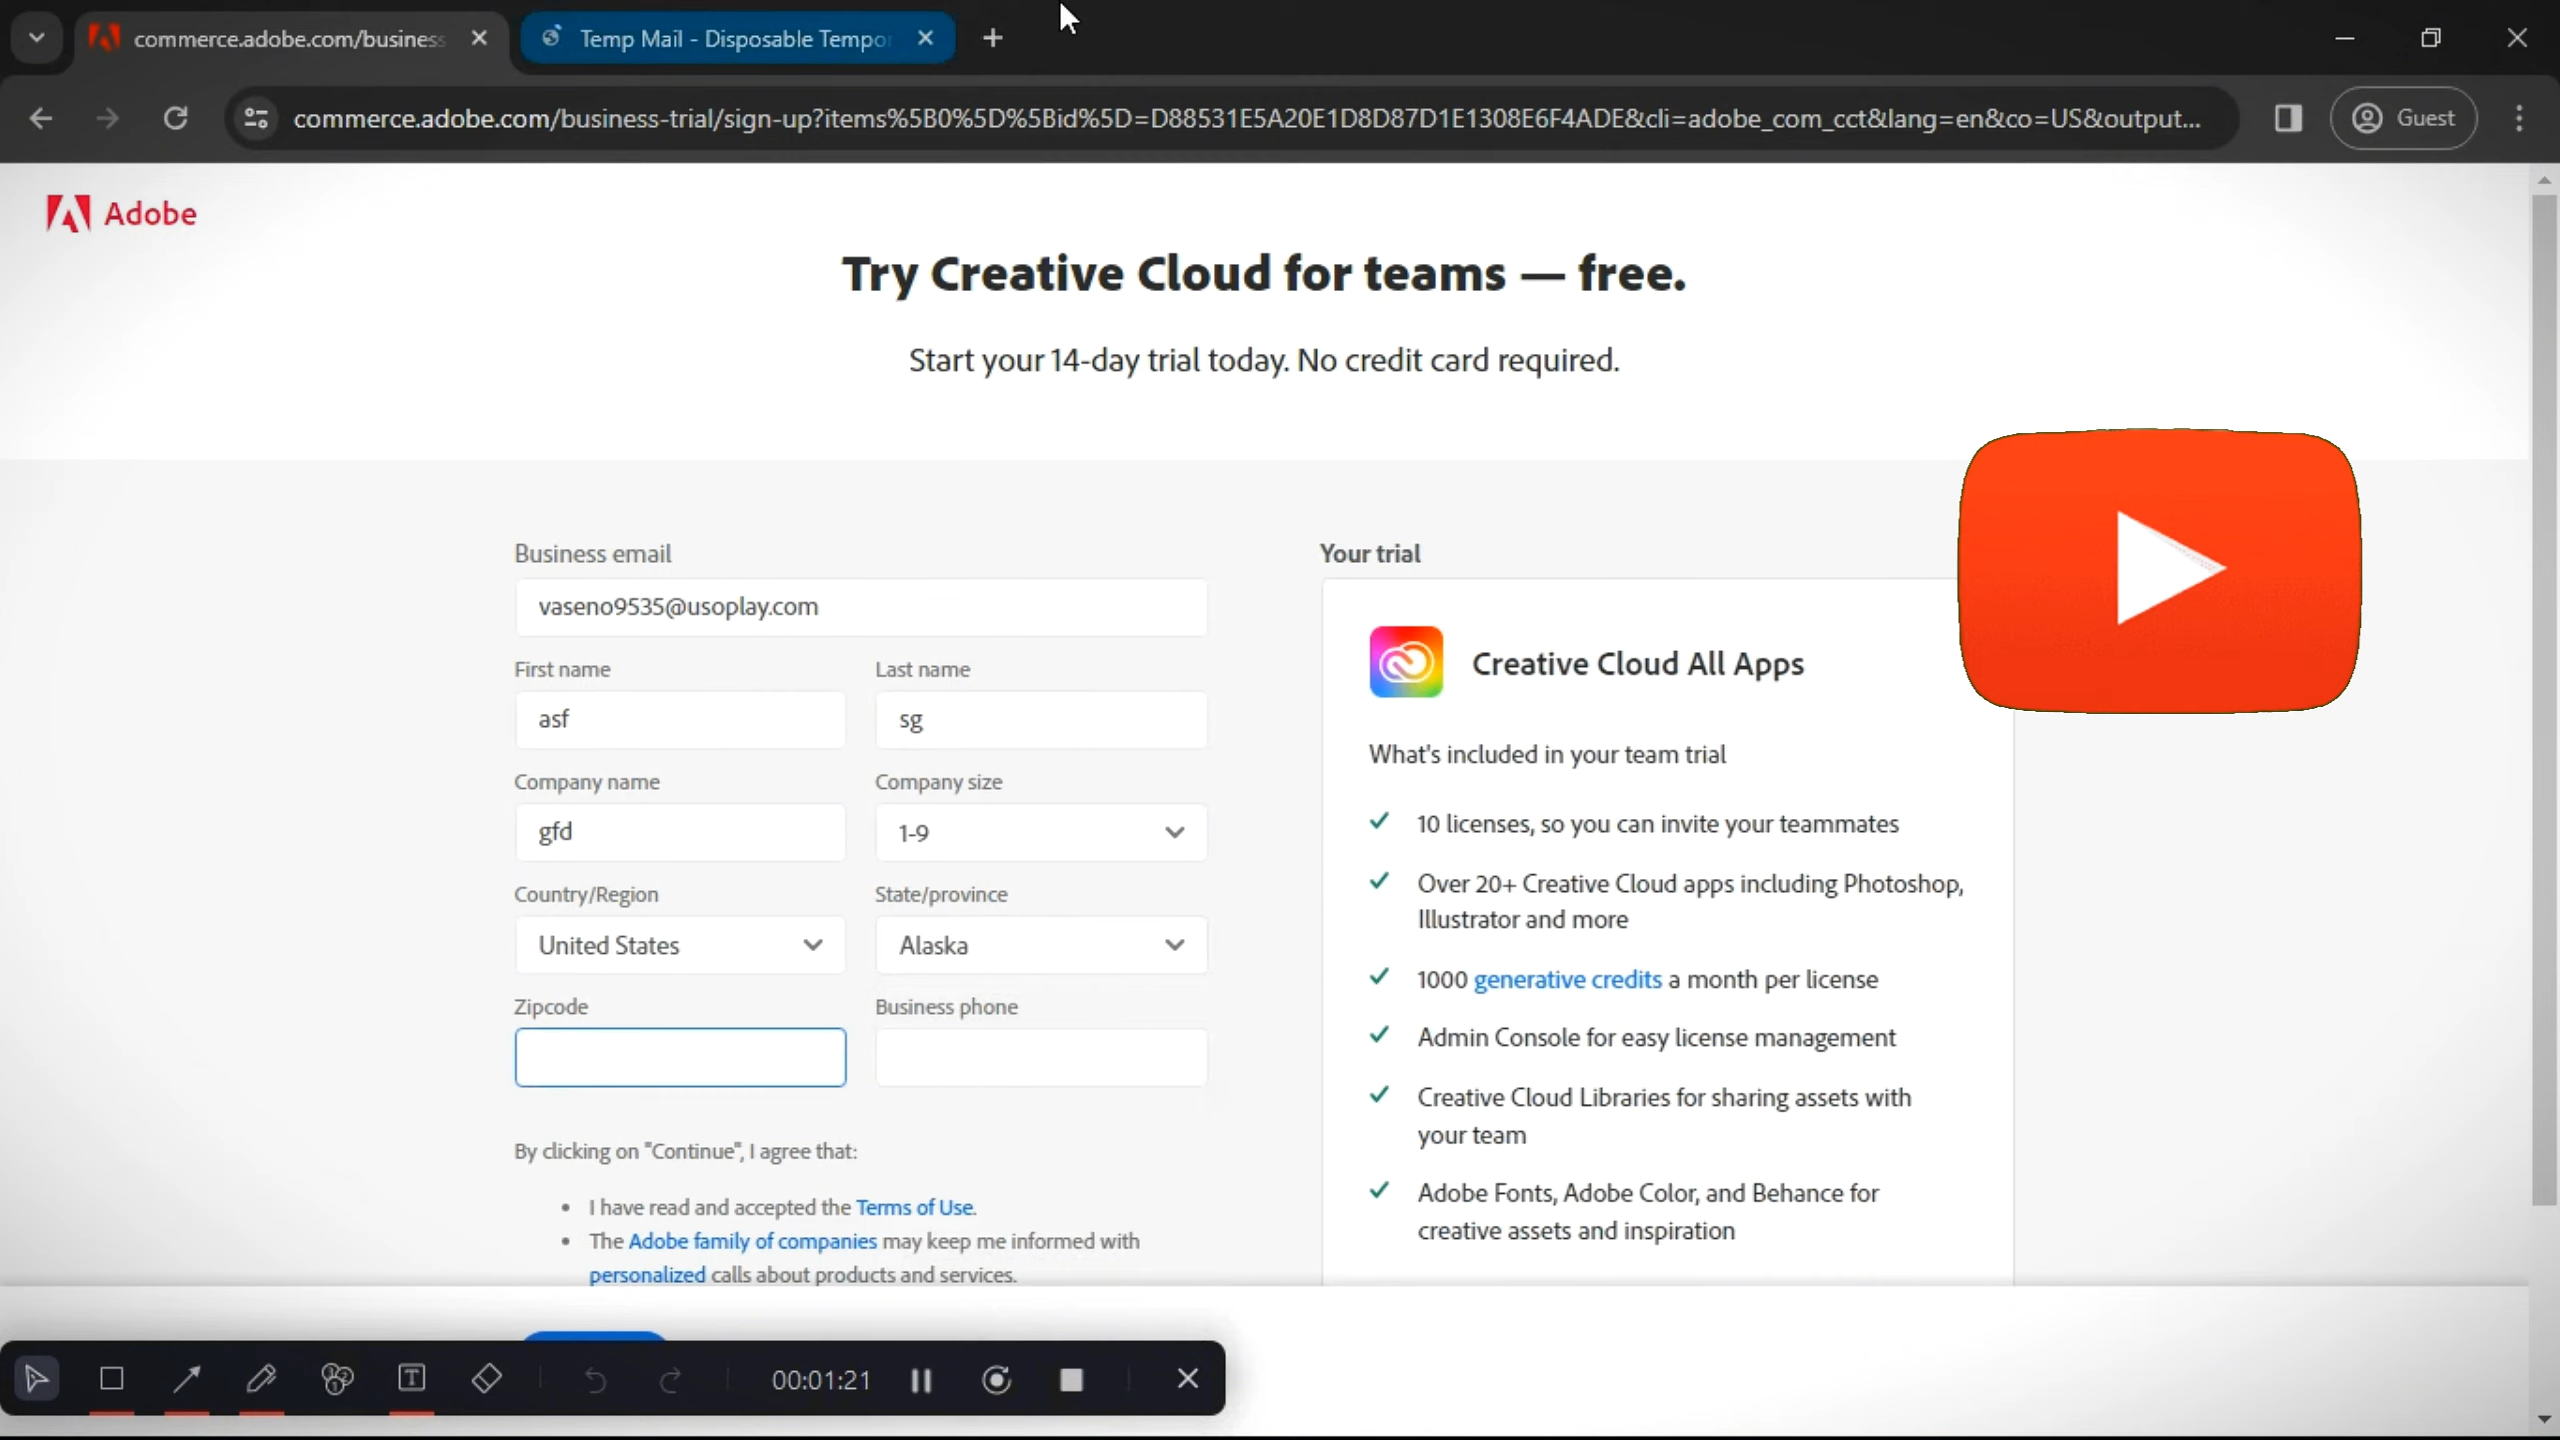 commerce.adobe.com/business
Temp Mail - Disposable Tempo
commerce.adobe.com/business-trial/sign-up?items%5B0%5D%5Bid%5D=D88531E5A20E1D8D87D1E1308E6F4ADE&cli=adobe_com_cct&lang=en&co=US&output...
Guest
Adobe
Try Creative Cloud for teams — free.
Start your 14-day trial today. No credit card required.
Business email
vaseno9535@usoplay.com
First name
Last name
asf
sg
Company name
Company size
gfd
1-9
Country/Region
State/province
United States
Alaska
Zipcode
Business phone
By clicking on "Continue", I agree that:
• I have read and accepted the Terms of Use.
• The Adobe family of companies may keep me informed with
personalized calls about products and services.
Your trial
Creative Cloud All Apps
What's included in your team trial
10 licenses, so you can invite your teammates
Over 20+ Creative Cloud apps including Photoshop,
Illustrator and more
1000 generative credits a month per license
Admin Console for easy license management
Creative Cloud Libraries for sharing assets with
your team
Adobe Fonts, Adobe Color, and Behance for
creative assets and inspiration
00:01:21